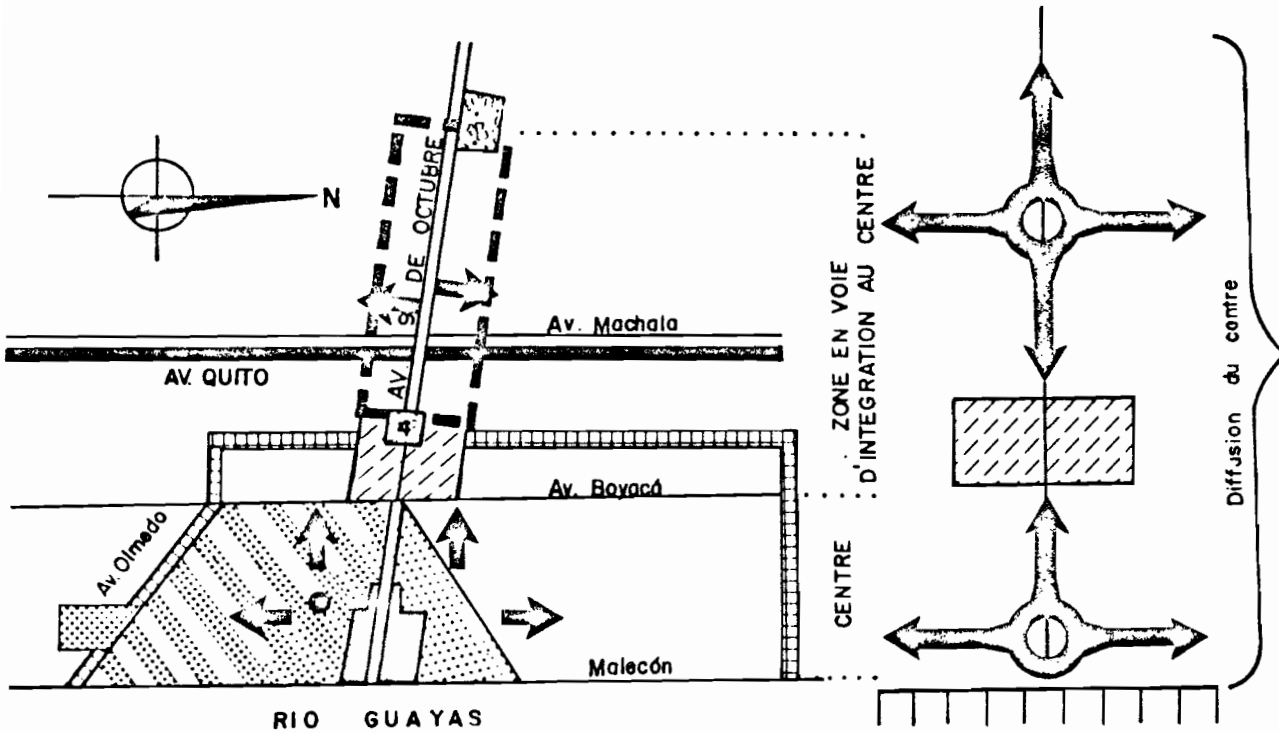 N
AV. 9 DE OCTUBRE
Av. Machala
AV. QUITO
Av. Boyacá
Av. Olmedo
Malecón
RIO GUAYAS
ZONE EN VOIE
D'INTEGRATION AU CENTRE
CENTRE
Diffusion du contre